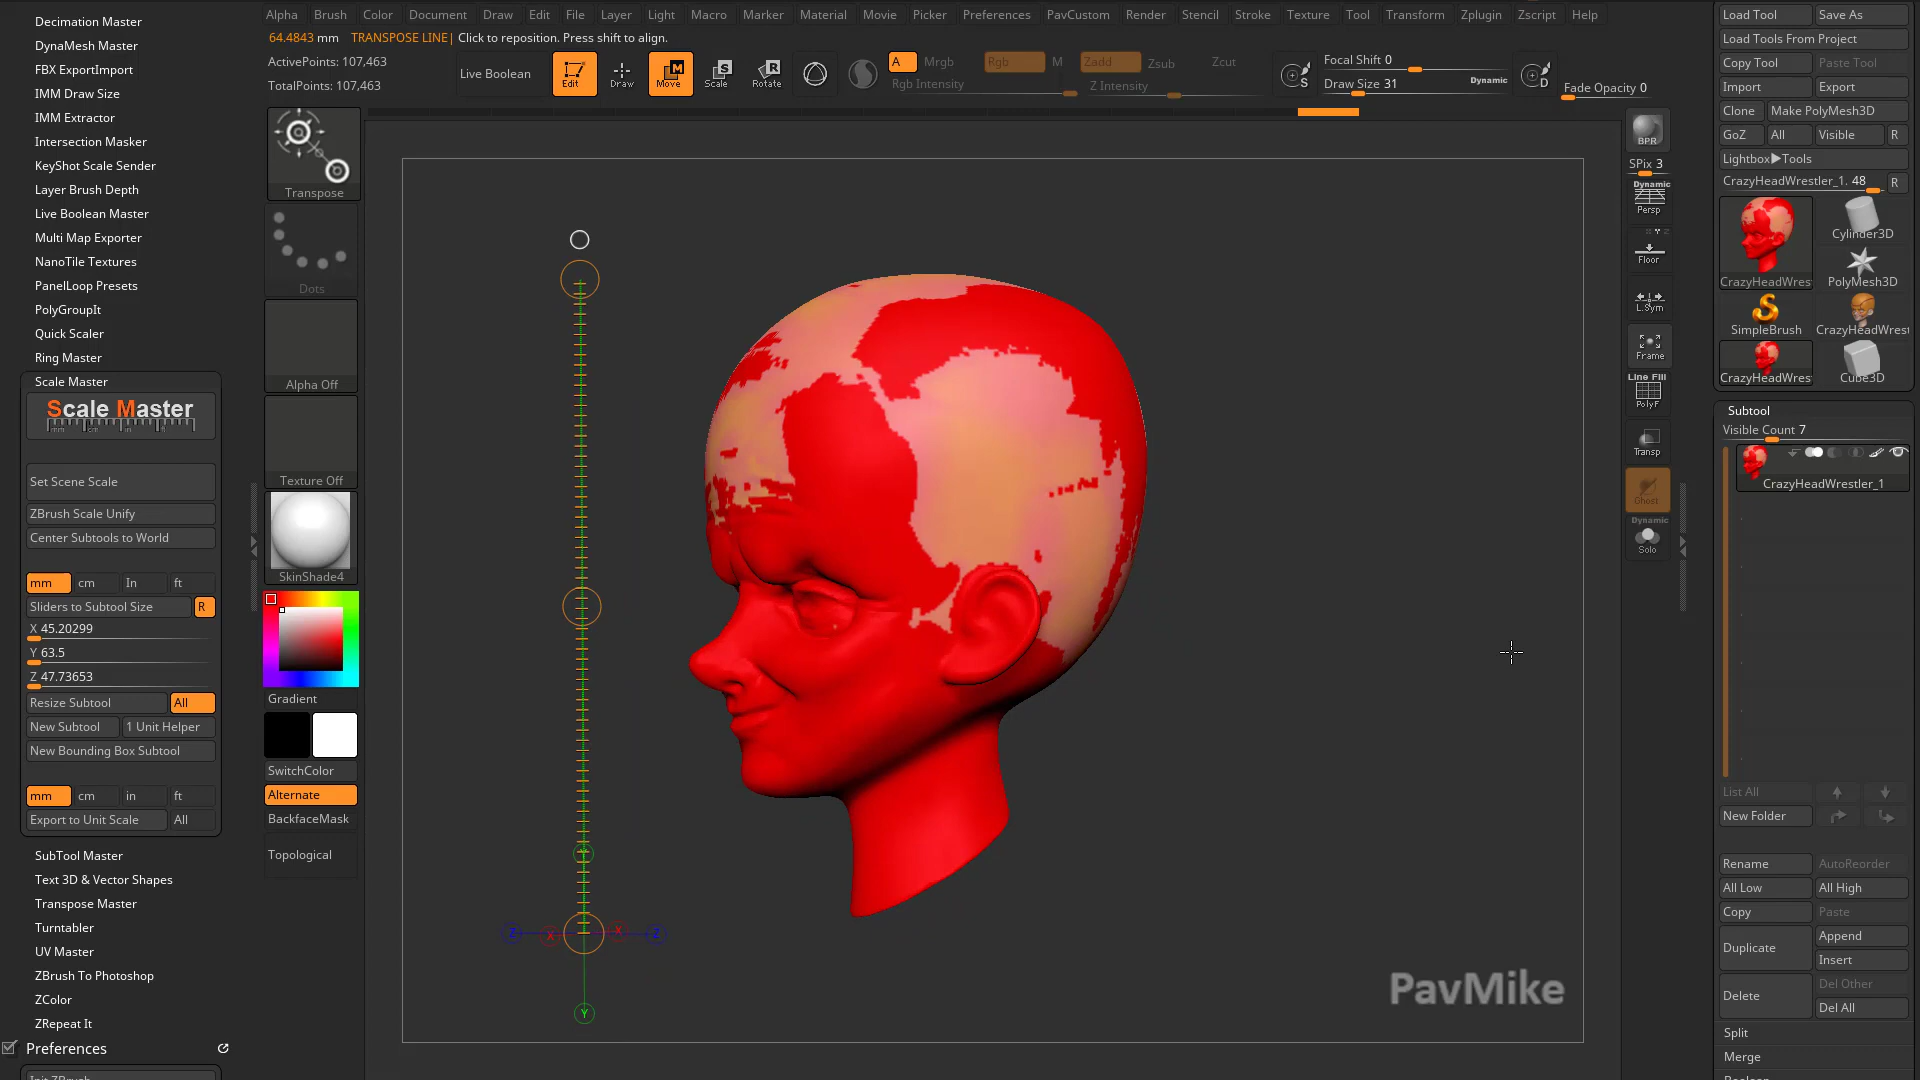 Decimation Master
DynaMesh Master
FBX ExportImport
IMM Draw Size
IMM Extractor
Intersection Masker
KeyShot Scale Sender
Layer Brush Depth
Live Boolean Master
Multi Map Exporter
NanoTile Textures
PanelLoop Presets
PolyGroupIt
Quick Scaler
Ring Master
Scale Master
Scale Master
Set Scene Scale
ZBrush Scale Unify
Center Subtools to World
mm cm In ft
Sliders to Subtool Size R
X 45.20299
Y 63.5
Z 47.73653
Resize Subtool All
New Subtool 1 Unit Helper
New Bounding Box Subtool
mm cm in ft
Export to Unit Scale All
SubTool Master
Text 3D & Vector Shapes
Transpose Master
Turntabler
UV Master
ZBrush To Photoshop
ZColor
ZRepeat It
Preferences
Init ZBrush
Alpha Brush Color Document Draw Edit File Layer Light Macro Marker Material Movie Picker Preferences PavCustom Render Stencil Stroke Texture Tool Transform Zplugin Zscript Help
64.4843 mm TRANSPOSE LINE| Click to reposition. Press shift to align.
ActivePoints: 107,463
TotalPoints: 107,463
Live Boolean
Edit Draw Move Scale Rotate
A Mrgb Rgb M Zadd Zsub Zcut
Rgb Intensity Z Intensity
Focal Shift 0
Draw Size 31 Dynamic
S D
Fade Opacity 0
Transpose
Dots
Alpha Off
Texture Off
SkinShade4
Gradient
SwitchColor
Alternate
BackfaceMask
Topological
Z X X Z
Y
PavMike
BPR
SPix 3
Dynamic
Persp
Floor
L.Sym
Frame
Line Fill
PolyF
Transp
Ghost
Dynamic
Solo
Load Tool Save As
Load Tools From Project
Copy Tool Paste Tool
Import Export
Clone Make PolyMesh3D
GoZ All Visible R
Lightbox▶Tools
CrazyHeadWrestler_1. 48 R
CrazyHeadWres Cylinder3D
PolyMesh3D
SimpleBrush CrazyHeadWrest
CrazyHeadWres Cube3D
Subtool
Visible Count 7
CrazyHeadWrestler_1
List All
New Folder
Rename AutoReorder
All Low All High
Copy Paste
Duplicate Append
Insert
Delete Del Other
Del All
Split
Merge
Boolean